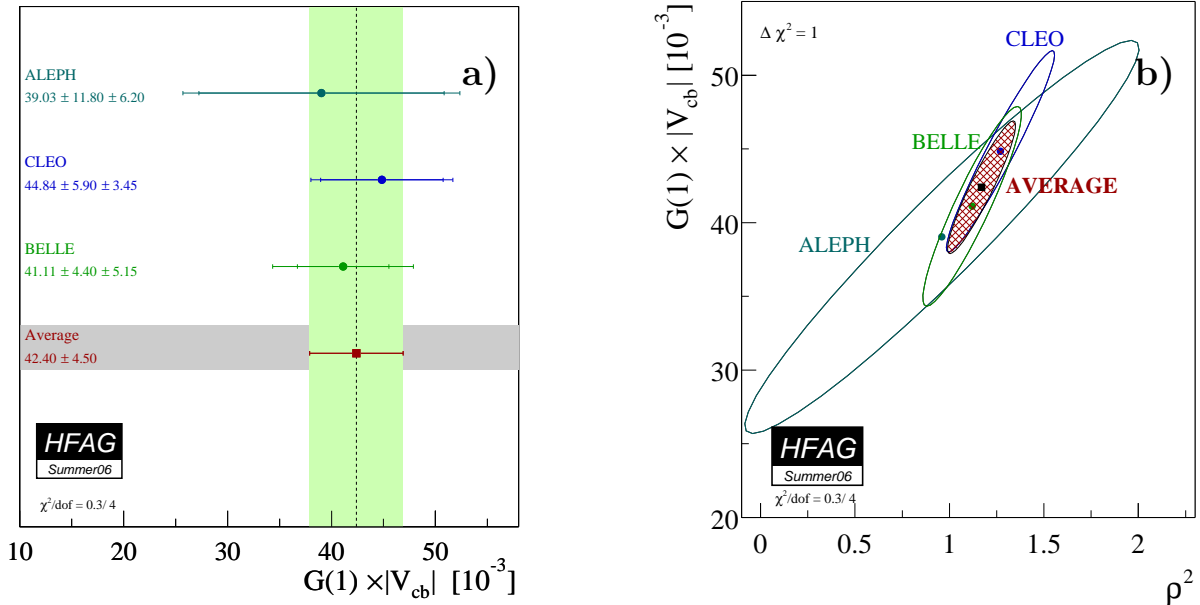 a)
ALEPH
39.03 ± 11.80 ± 6.20
CLEO
44.84 ± 5.90 ± 3.45
BELLE
41.11 ± 4.40 ± 5.15
Average
42.40 ± 4.50
HFAG
Summer06
χ²/dof = 0.3/ 4
10 20 30 40 50
G(1) ×|V_cb| [10⁻³]
b)
Δ χ² = 1
CLEO
BELLE
AVERAGE
ALEPH
HFAG
Summer06
χ²/dof = 0.3/ 4
G(1) × |V_cb| [10⁻³]
50
40
30
20
0 0.5 1 1.5 2
ρ²